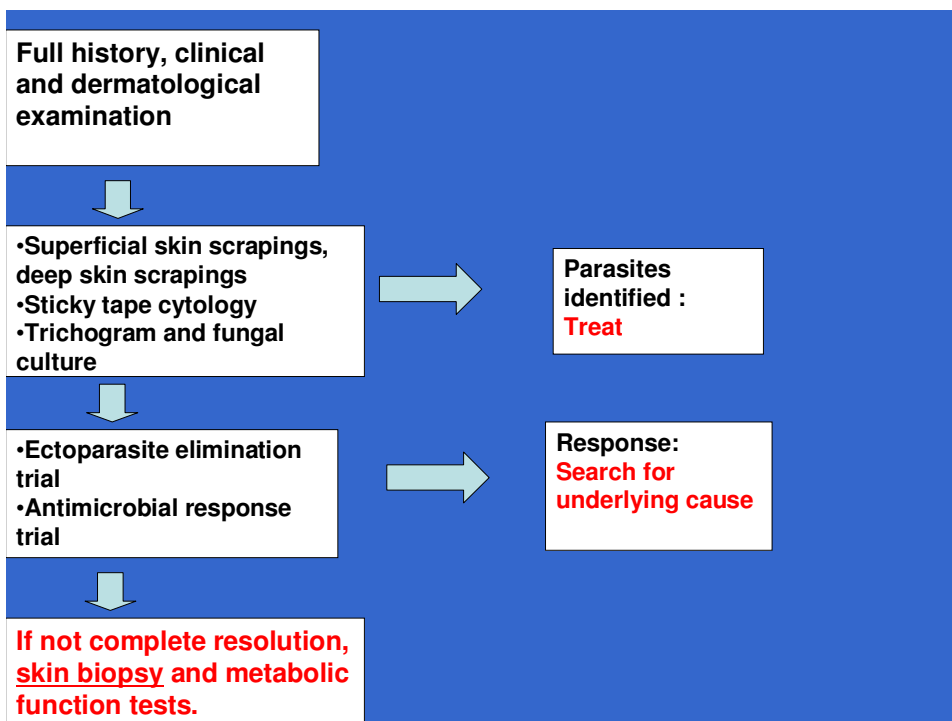 Full history, clinical
and dermatological
examination
•Superficial skin scrapings,
deep skin scrapings
•Sticky tape cytology
•Trichogram and fungal
culture
Parasites
identified :
Treat
•Ectoparasite elimination
trial
•Antimicrobial response
trial
Response:
Search for
underlying cause
If not complete resolution,
skin biopsy and metabolic
function tests.